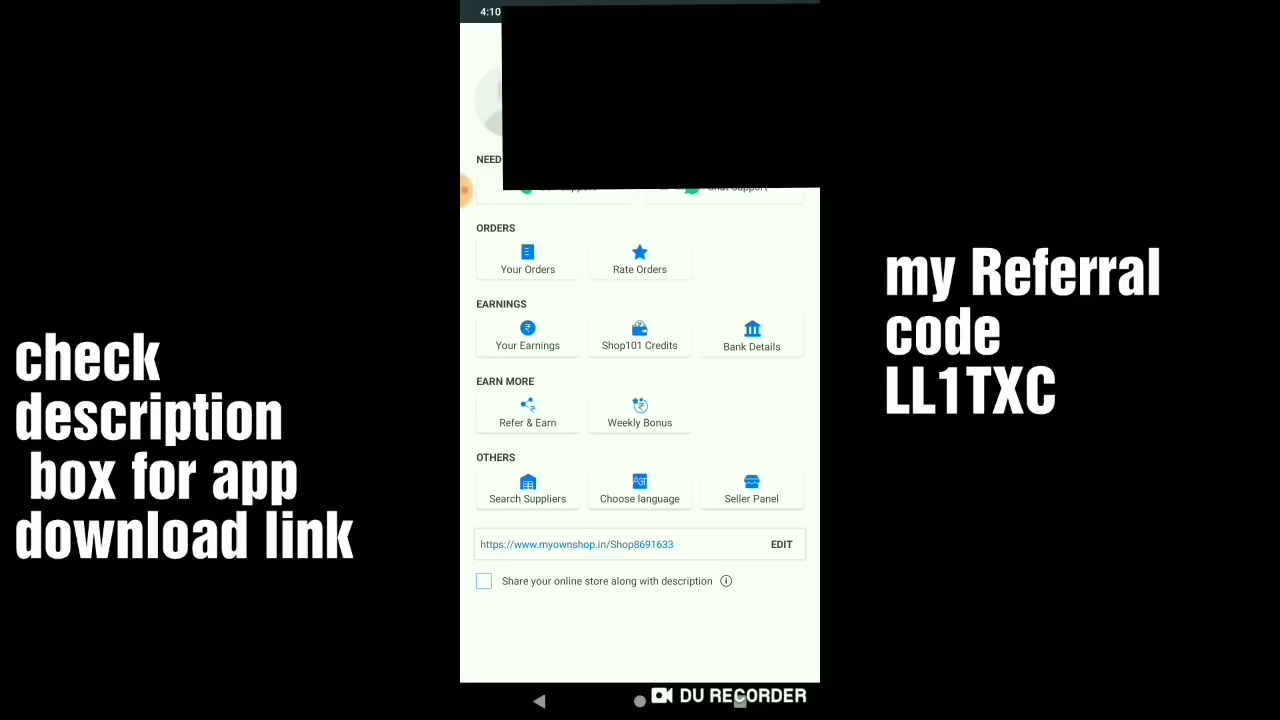 4:10
NEED
ORDERS
Your Orders
Rate Orders
EARNINGS
Your Earnings
Shop101 Credits
Bank Details
EARN MORE
Refer & Earn
Weekly Bonus
OTHERS
Search Suppliers
Choose language
Seller Panel
https://www.myownshop.in/Shop8691633
EDIT
Share your online store along with description
check
description
box for app
download link
my Referral
code
LL1TXC
DU RECORDER